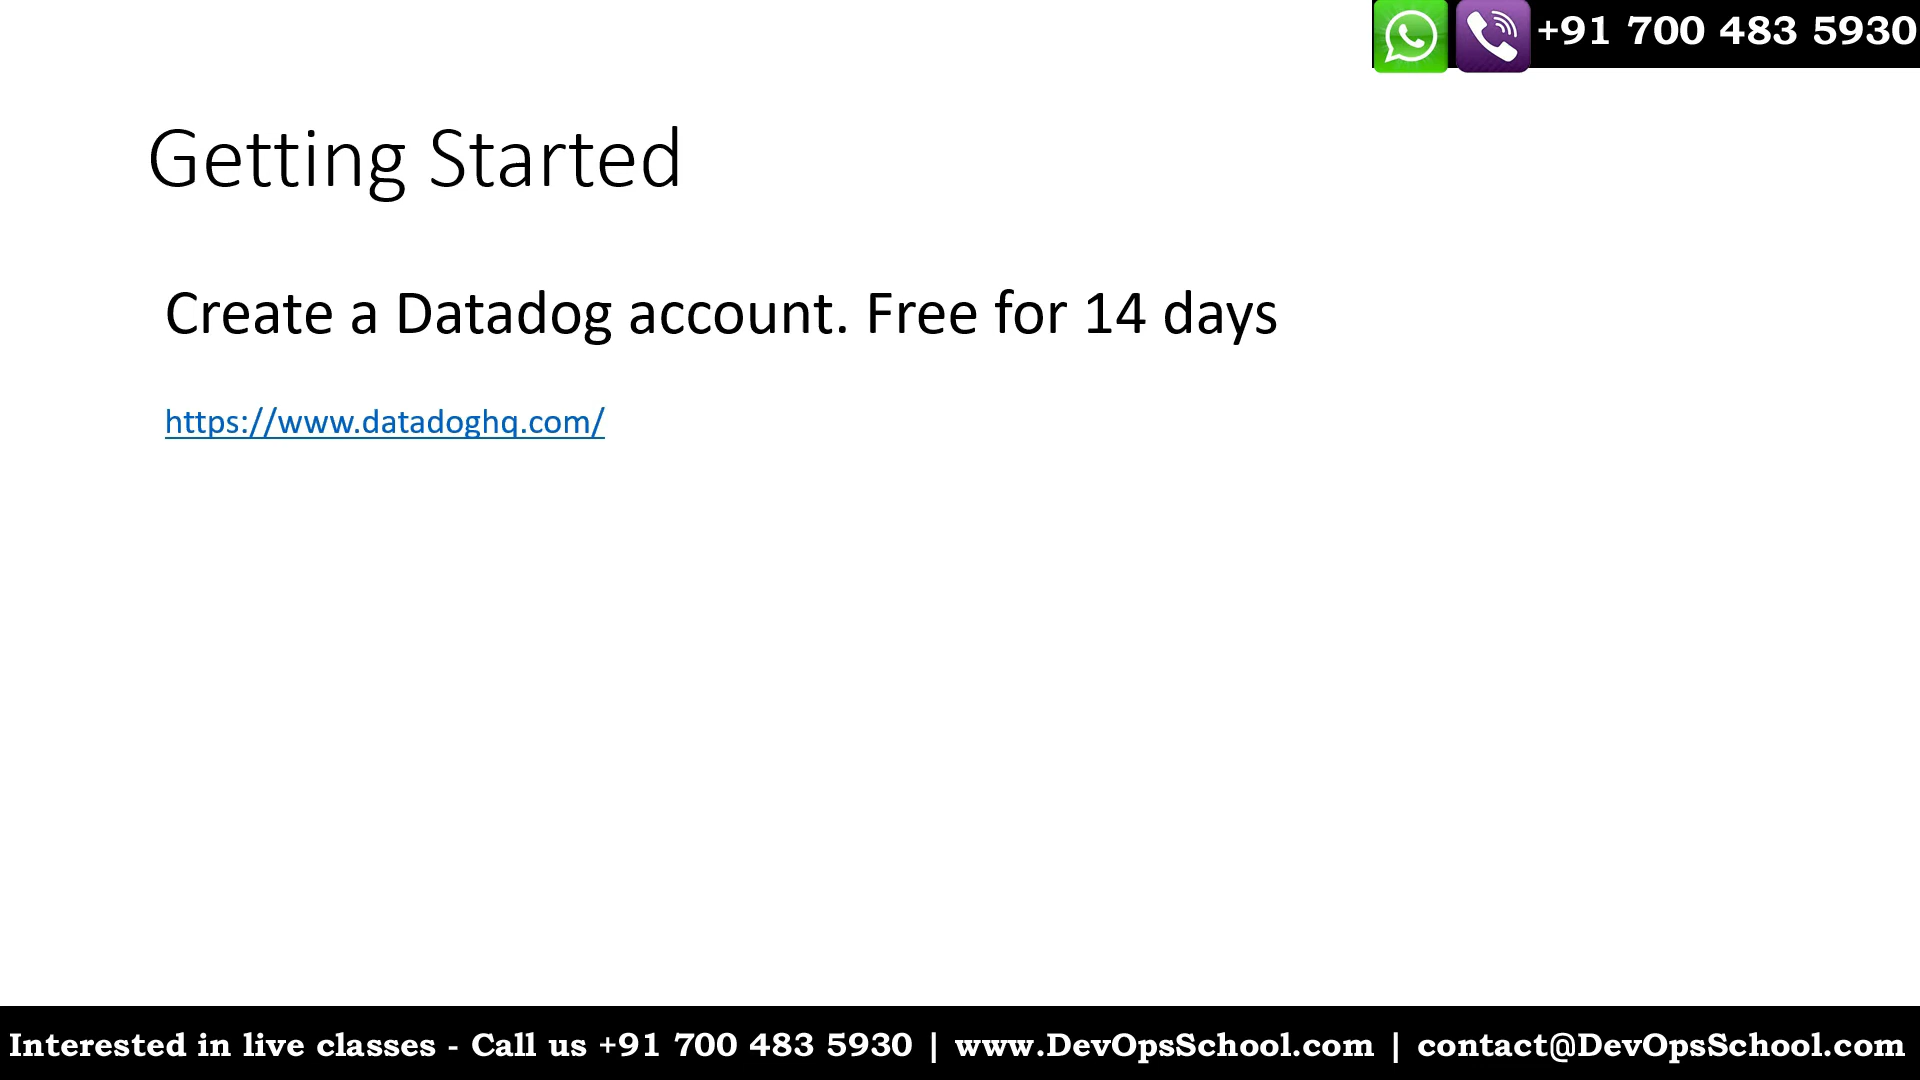 +91 700 483 5930
Getting Started
Create a Datadog account. Free for 14 days
https://www.datadoghq.com/
Interested in live classes - Call us +91 700 483 5930 | www.DevOpsSchool.com | contact@DevOpsSchool.com